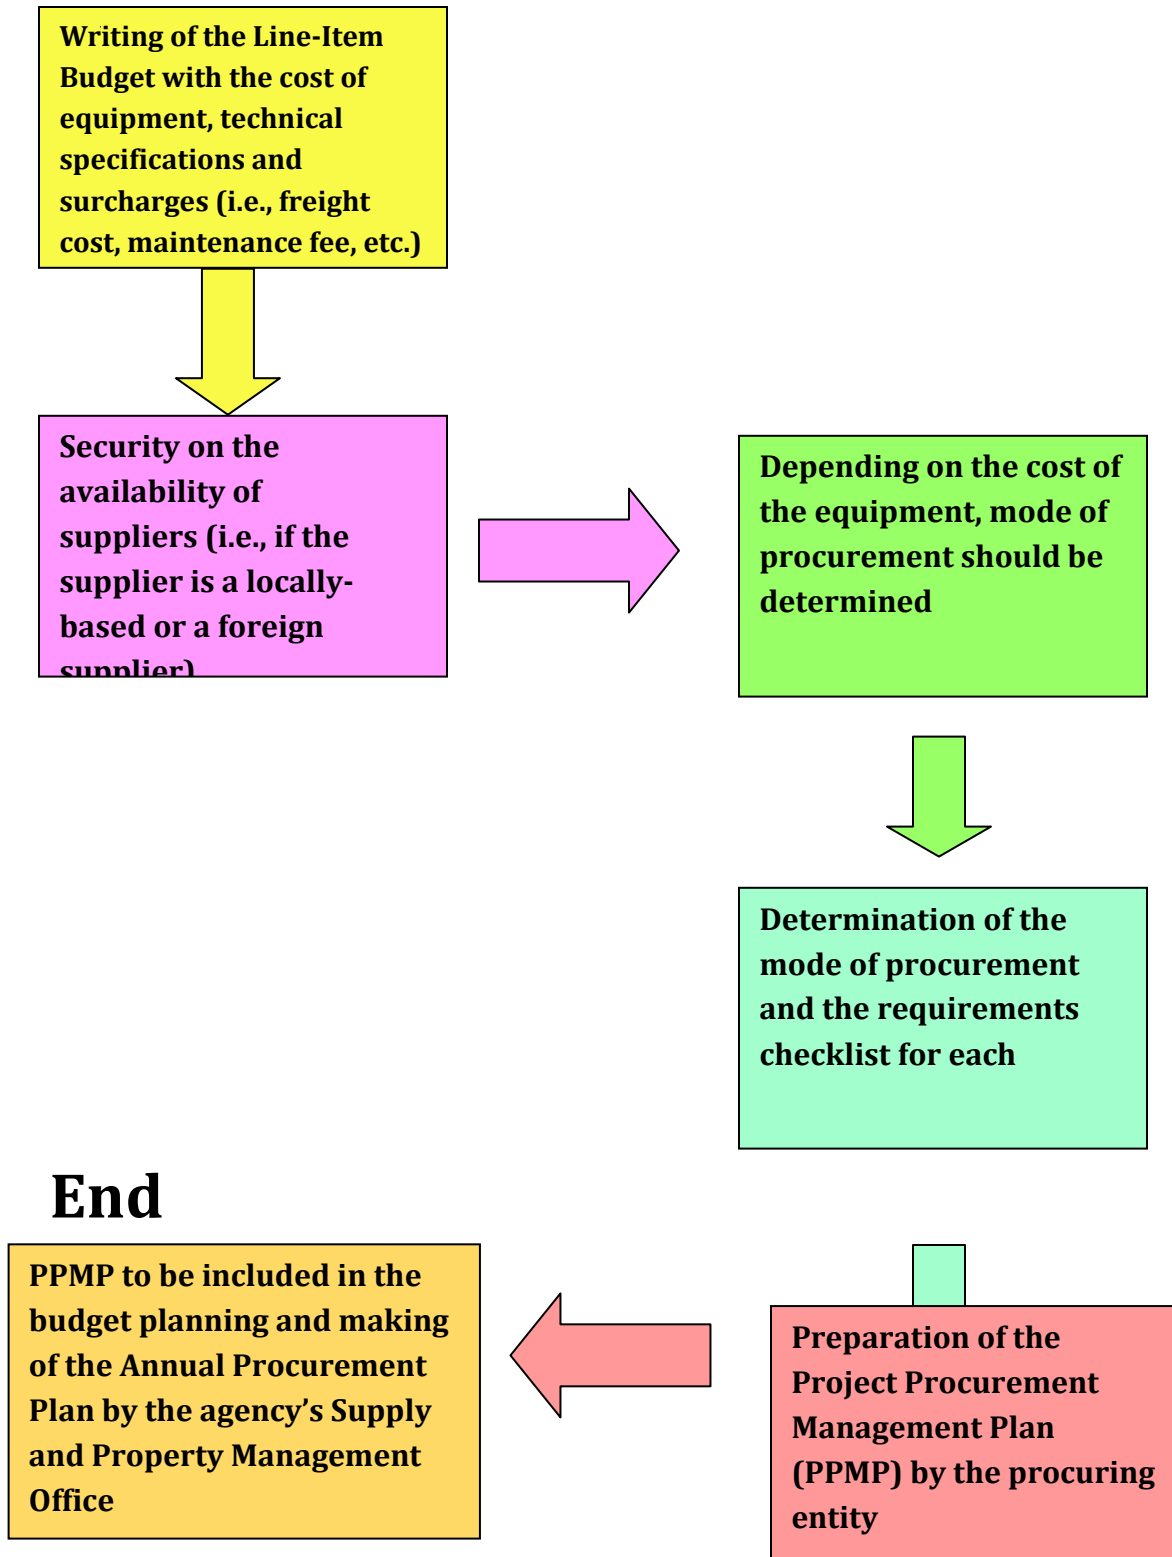 Writing of the Line-Item
Budget with the cost of
equipment, technical
specifications and
surcharges (i.e., freight
cost, maintenance fee, etc.)
Security on the
availability of
suppliers (i.e., if the
supplier is a locally-
based or a foreign
supplier)
Depending on the cost of
the equipment, mode of
procurement should be
determined
Determination of the
mode of procurement
and the requirements
checklist for each
Preparation of the
Project Procurement
Management Plan
(PPMP) by the procuring
entity
End
PPMP to be included in the
budget planning and making
of the Annual Procurement
Plan by the agency’s Supply
and Property Management
Office